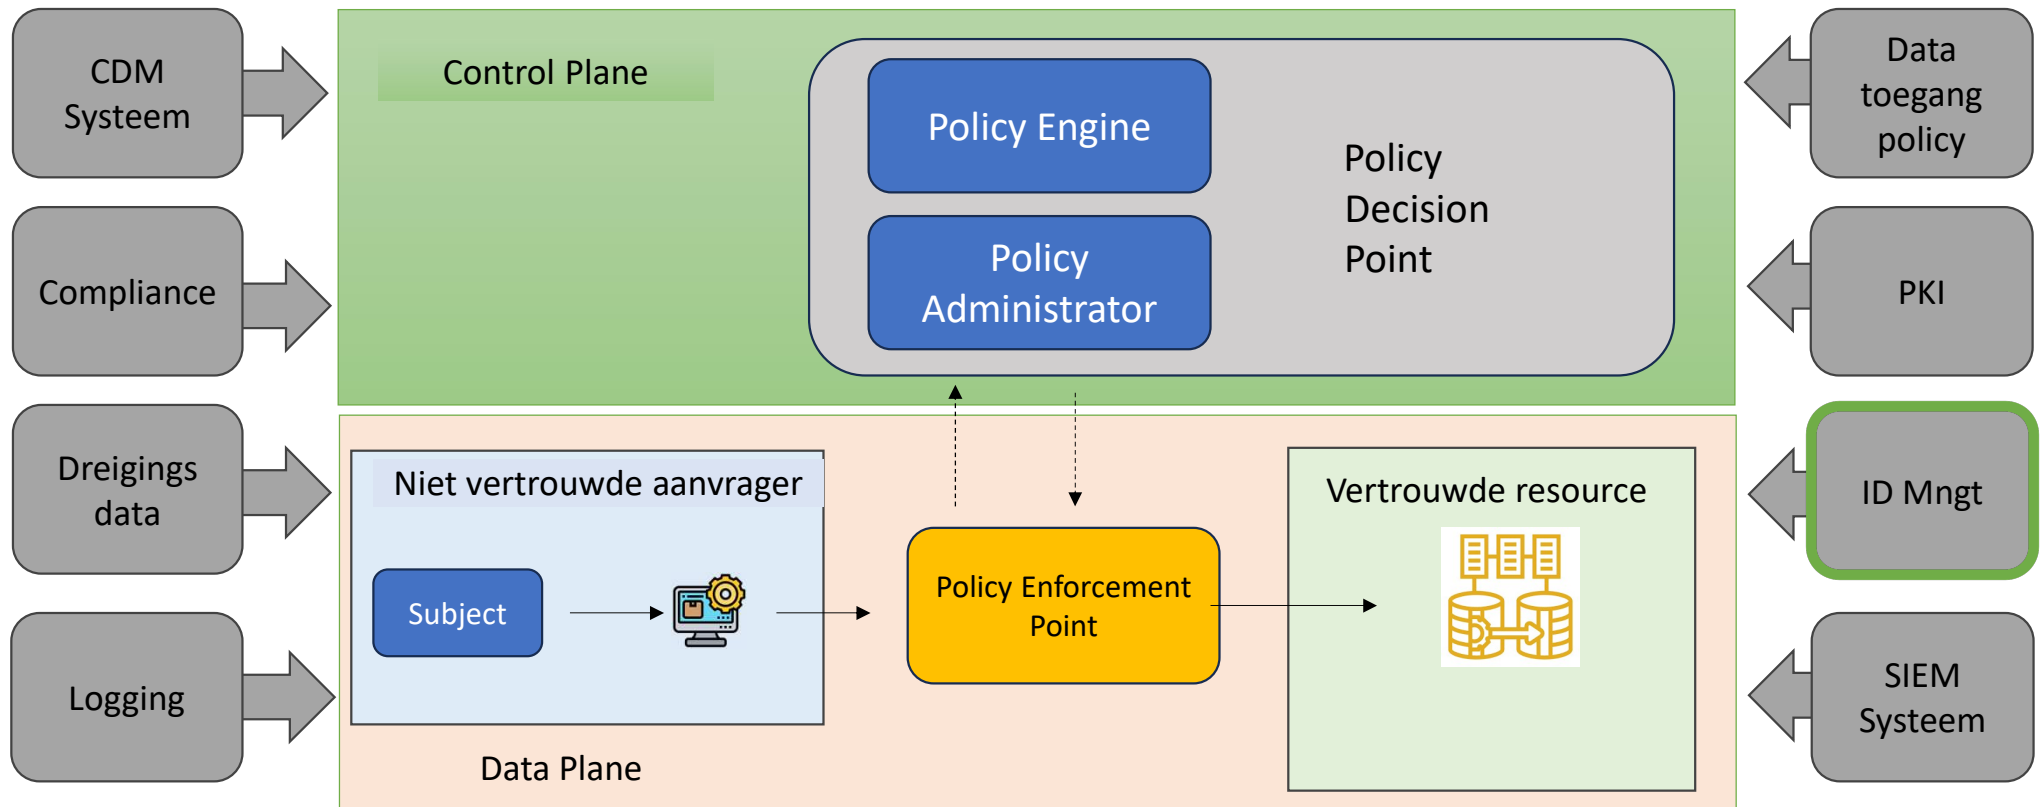 CDM
Systeem
Compliance
Dreigings
data
Logging
Control Plane
Policy Engine
Policy
Administrator
Policy
Decision
Point
Niet vertrouwde aanvrager
Subject
Policy Enforcement
Point
Vertrouwde resource
Data Plane
Data
toegang
policy
PKI
ID Mngt
SIEM
Systeem